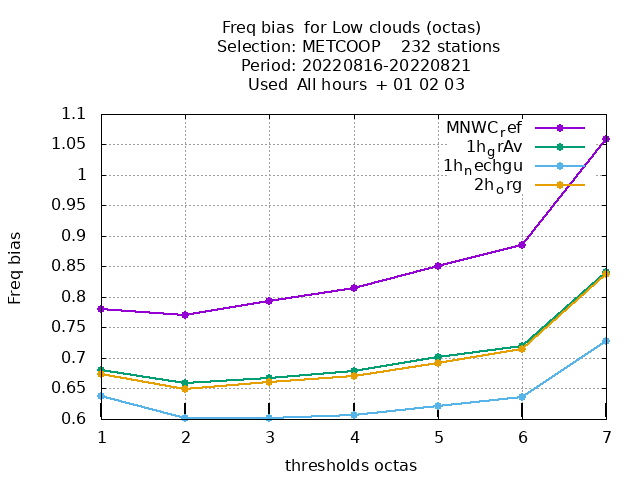 Freq bias  for Low clouds (octas)
Selection: METCOOP    232 stations
Period: 20220816-20220821
Used  All hours  + 01 02 03
1.1
1.05
1
0.95
0.9
0.85
0.8
0.75
0.7
0.65
0.6
Freq bias
MNWC_ref
1h_grAv
1h_nechgu
2h_org
1 2 3 4 5 6 7
thresholds octas